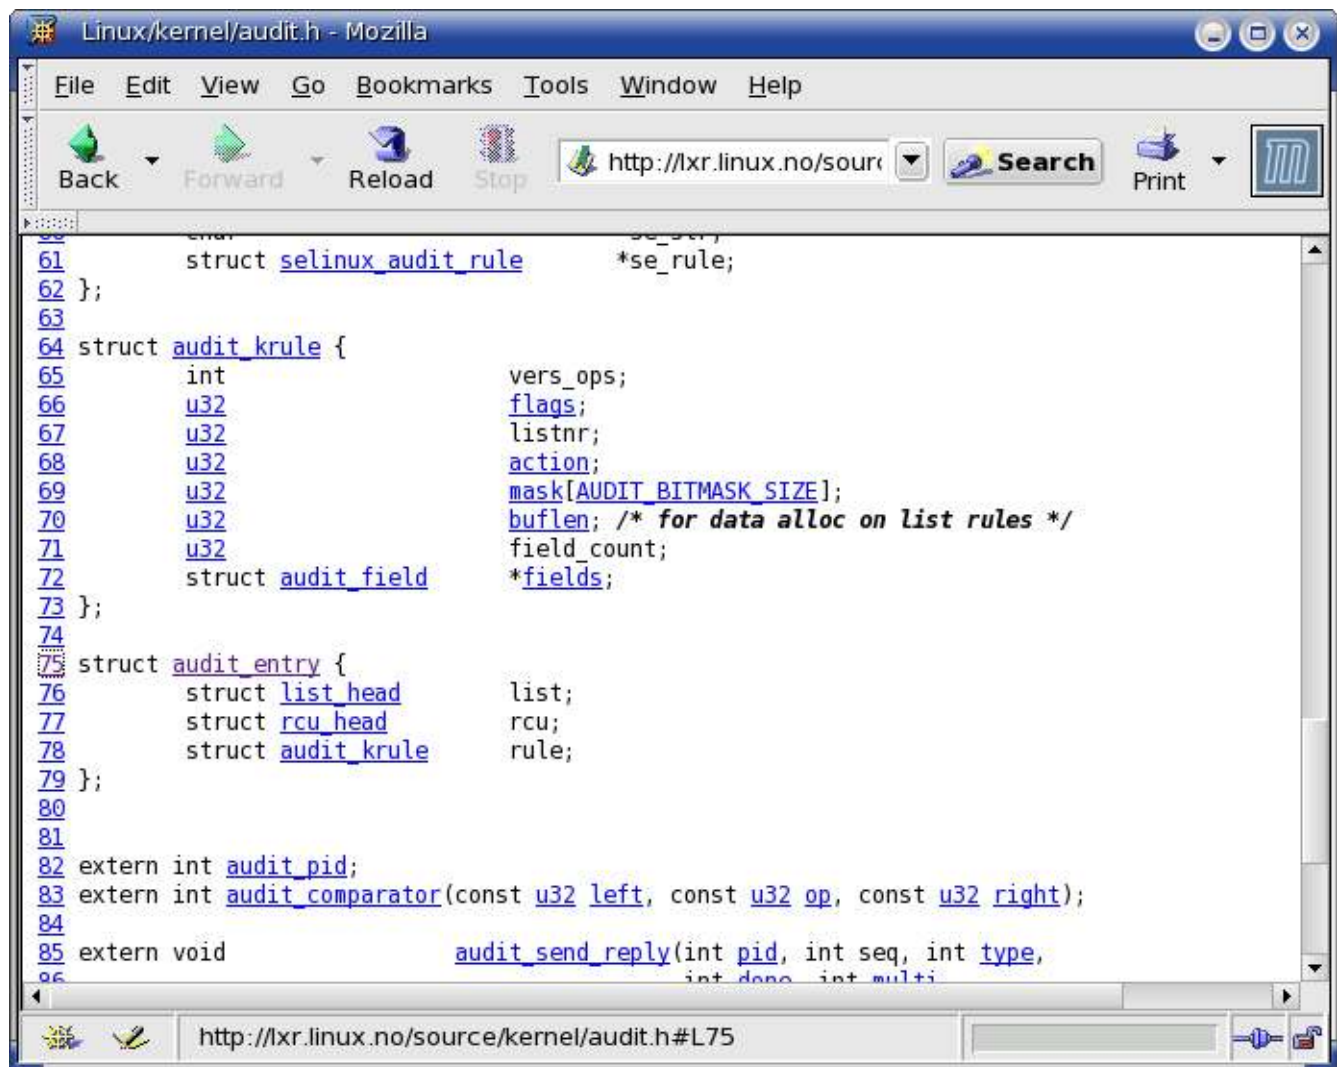 Linux/kernel/audit.h - Mozilla
File Edit View Go Bookmarks Tools Window Help
Back Forward Reload Stop http://lxr.linux.no/sour Search Print
61 struct selinux_audit_rule *se_rule;
62 };
63
64 struct audit_krule {
65 int vers_ops;
66 u32 flags;
67 u32 listnr;
68 u32 action;
69 u32 mask[AUDIT_BITMASK_SIZE];
70 u32 buflen; /* for data alloc on list rules */
71 u32 field_count;
72 struct audit_field *fields;
73 };
74
75 struct audit_entry {
76 struct list_head list;
77 struct rcu_head rcu;
78 struct audit_krule rule;
79 };
80
81
82 extern int audit_pid;
83 extern int audit_comparator(const u32 left, const u32 op, const u32 right);
84
85 extern void audit_send_reply(int pid, int seq, int type,
86 int done, int multi,
http://lxr.linux.no/source/kernel/audit.h#L75